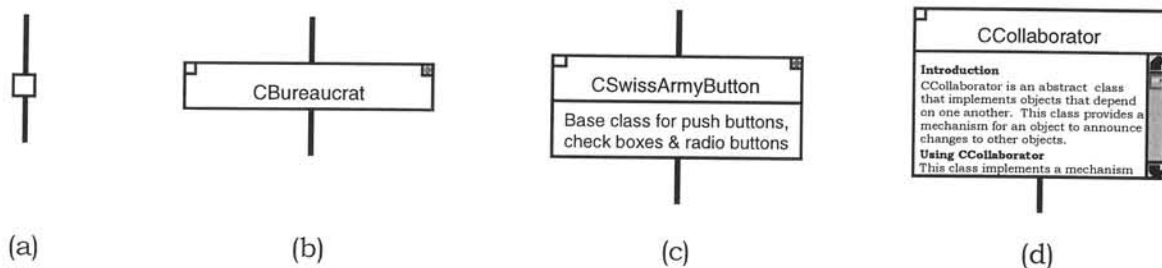 CBureaucrat
CSwissArmyButton
Base class for push buttons,
check boxes & radio buttons
CCollaborator
Introduction
CCollaborator is an abstract class
that implements objects that depend
on one another. This class provides a
mechanism for an object to announce
changes to other objects.
Using CCollaborator
This class implements a mechanism
(a)
(b)
(c)
(d)